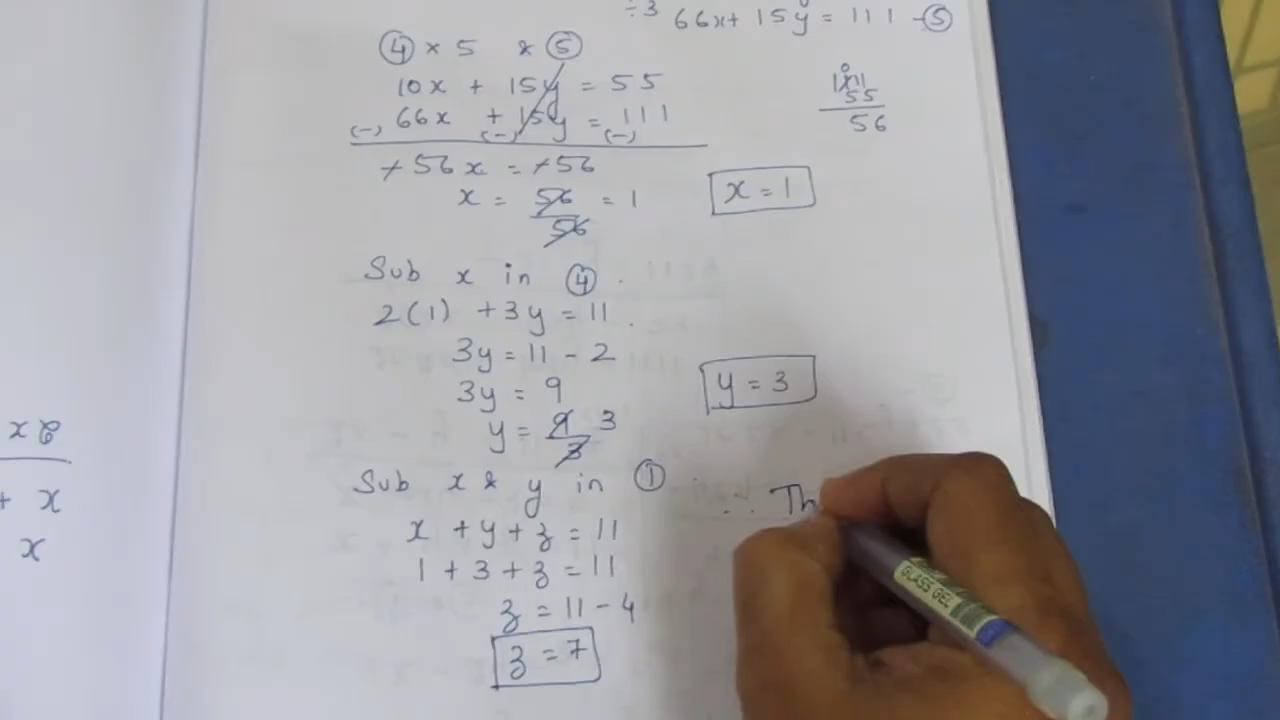 ÷3 66x + 15y = 111 - ⑤
④ × 5 & ⑤
10x + 15y = 55
66x + 15y = 111
(-) (-) (-)
-56x = -56
x = 56/56 = 1
x = 1
1011
55
56
Sub x in ④.
2(1) + 3y = 11.
3y = 11 - 2
3y = 9
y = 9/3 3
y = 3
Sub x & y in ①
x + y + z = 11
1 + 3 + z = 11
z = 11 - 4
z = 7
∴ Th
GLASS GEL
x
+ x
x